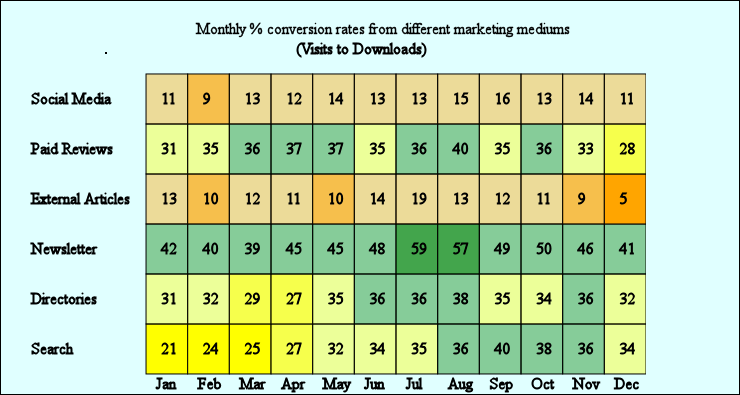 Monthly % conversion rates from different marketing mediums
(Visits to Downloads)
Social Media 11 9 13 12 14 13 13 15 16 13 14 11
Paid Reviews 31 35 36 37 37 35 36 40 35 36 33 28
External Articles 13 10 12 11 10 14 19 13 12 11 9 5
Newsletter 42 40 39 45 45 48 59 57 49 50 46 41
Directories 31 32 29 27 35 36 36 38 35 34 36 32
Search 21 24 25 27 32 34 35 36 40 38 36 34
Jan Feb Mar Apr May Jun Jul Aug Sep Oct Nov Dec